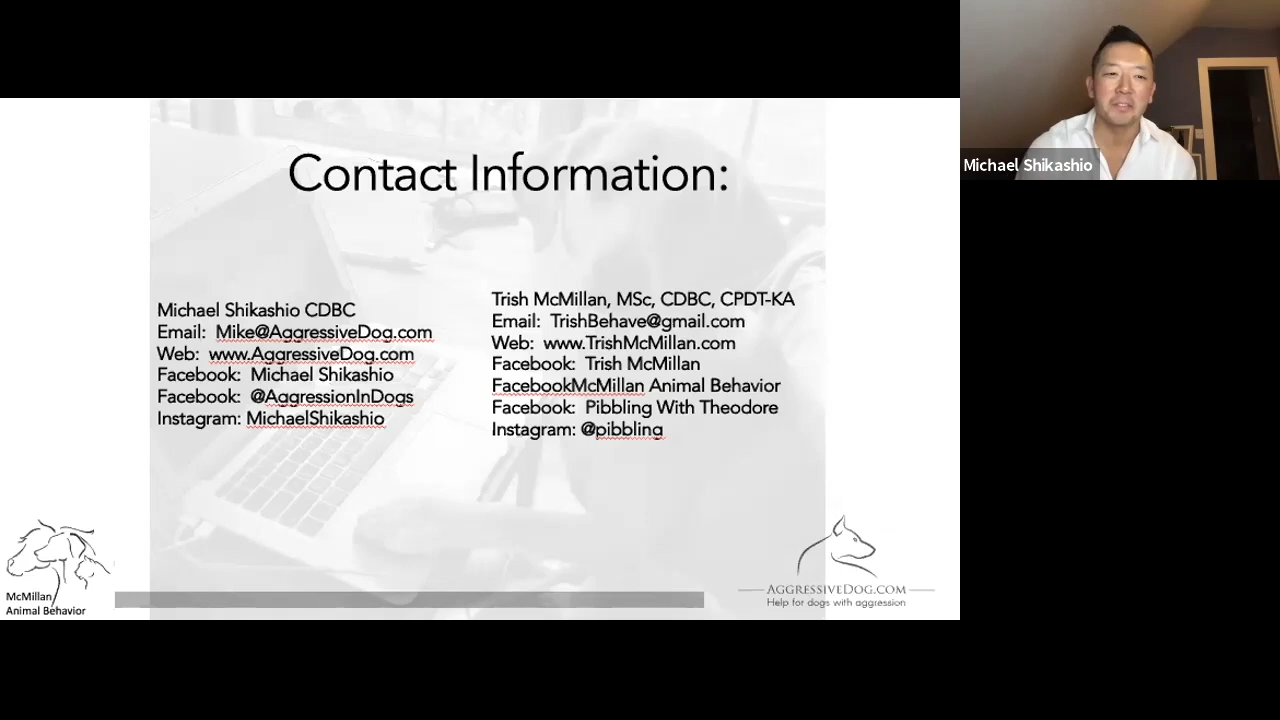 Contact Information:
Michael Shikashio CDBC
Email: Mike@AggressiveDog.com
Web: www.AggressiveDog.com
Facebook: Michael Shikashio
Facebook: @AggressionInDogs
Instagram: MichaelShikashio
Trish McMillan, MSc, CDBC, CPDT-KA
Email: TrishBehave@gmail.com
Web: www.TrishMcMillan.com
Facebook: Trish McMillan
FacebookMcMillan Animal Behavior
Facebook: Pibbling With Theodore
Instagram: @pibbling
McMillan
Animal Behavior
AGGRESSIVEDOG.COM
Help for dogs with aggression
Michael Shikashio